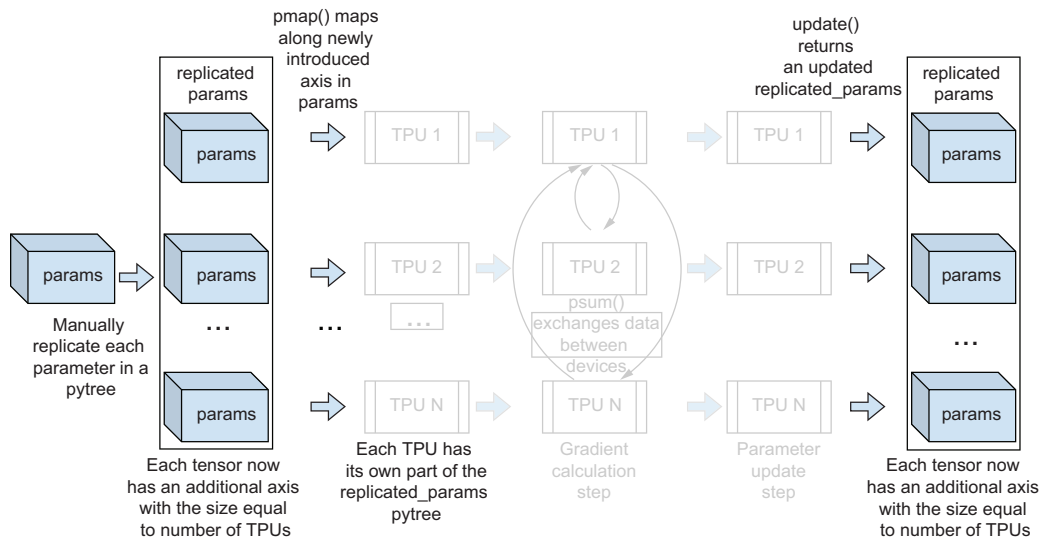 pmap() maps
along newly
introduced
axis in
params
update()
returns
an updated
replicated_params
replicated
params
replicated
params
params
TPU 1
TPU 1
TPU 1
params
params
params
TPU 2
TPU 2
TPU 2
params
Manually
replicate each
parameter in a
pytree
...
...
...
psum()
exchanges data
between
devices
...
params
TPU N
TPU N
TPU N
params
Each tensor now
has an additional axis
with the size equal
to number of TPUs
Each TPU has
its own part of the
replicated_params
pytree
Gradient
calculation
step
Parameter
update
step
Each tensor now
has an additional axis
with the size equal
to number of TPUs